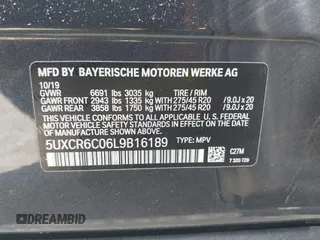 MFD BY BAYERISCHE MOTOREN WERKE AG
10/19
GVWR 6691 lbs 3035 kg TIRE / RIM
GAWR FRONT 2943 lbs 1335 kg 275/45 R20 / 9.0J x 20
GAWR REAR 3858 lbs 1750 kg 275/45 R20 / 9.0J x 20
THIS VEHICLE CONFORMS TO ALL APPLICABLE U.S. FEDERAL
MOTOR VEHICLE SAFETY STANDARDS IN EFFECT ON THE
DATE OF MANUFACTURE SHOWN ABOVE.
5UXCR6C06L9B16189 TYPE: MPV
C27M
7 320 729
DREAMBID